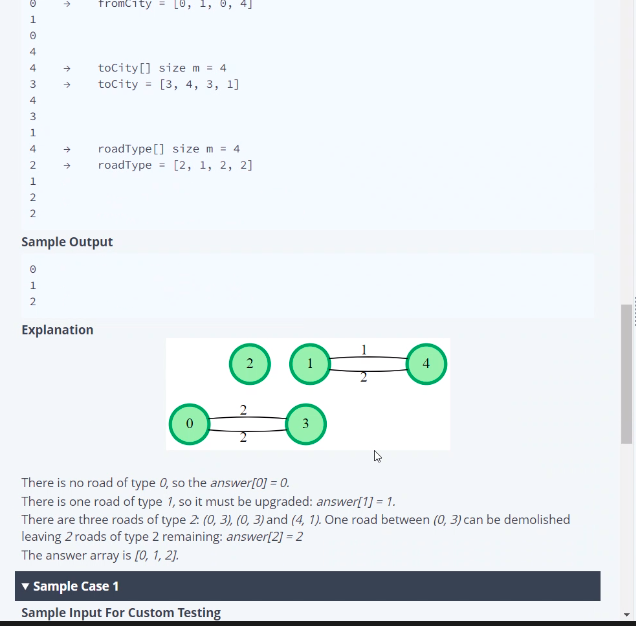 0 → fromCity = [0, 1, 0, 4]
1
0
4
4 → toCity[] size m = 4
3 → toCity = [3, 4, 3, 1]
4
3
1
4 → roadType[] size m = 4
2 → roadType = [2, 1, 2, 2]
1
2
2
Sample Output
0
1
2
Explanation
2 1 1 4
2
2
0 3
2
There is no road of type 0, so the answer[0] = 0.
There is one road of type 1, so it must be upgraded: answer[1] = 1.
There are three roads of type 2: (0, 3), (0, 3) and (4, 1). One road between (0, 3) can be demolished
leaving 2 roads of type 2 remaining: answer[2] = 2
The answer array is [0, 1, 2].
▼ Sample Case 1
Sample Input For Custom Testing